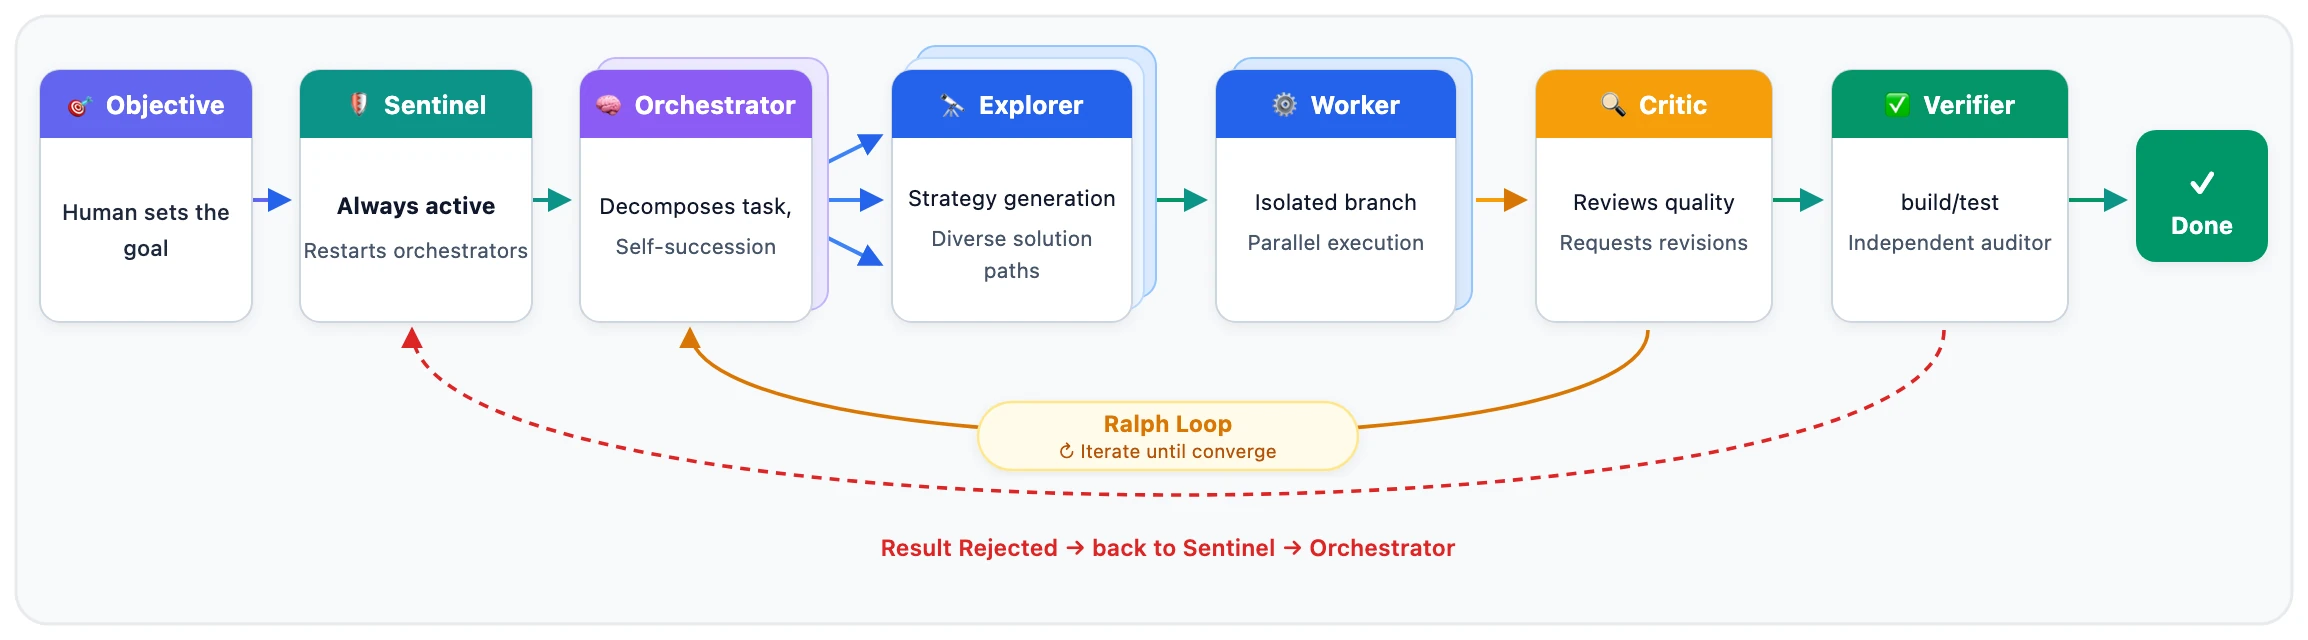 Objective
Human sets the
goal
Sentinel
Always active
Restarts orchestrators
Orchestrator
Decomposes task,
Self-succession
Explorer
Strategy generation
Diverse solution
paths
Worker
Isolated branch
Parallel execution
Critic
Reviews quality
Requests revisions
Verifier
build/test
Independent auditor
Done
Ralph Loop
↻ Iterate until converge
Result Rejected → back to Sentinel → Orchestrator